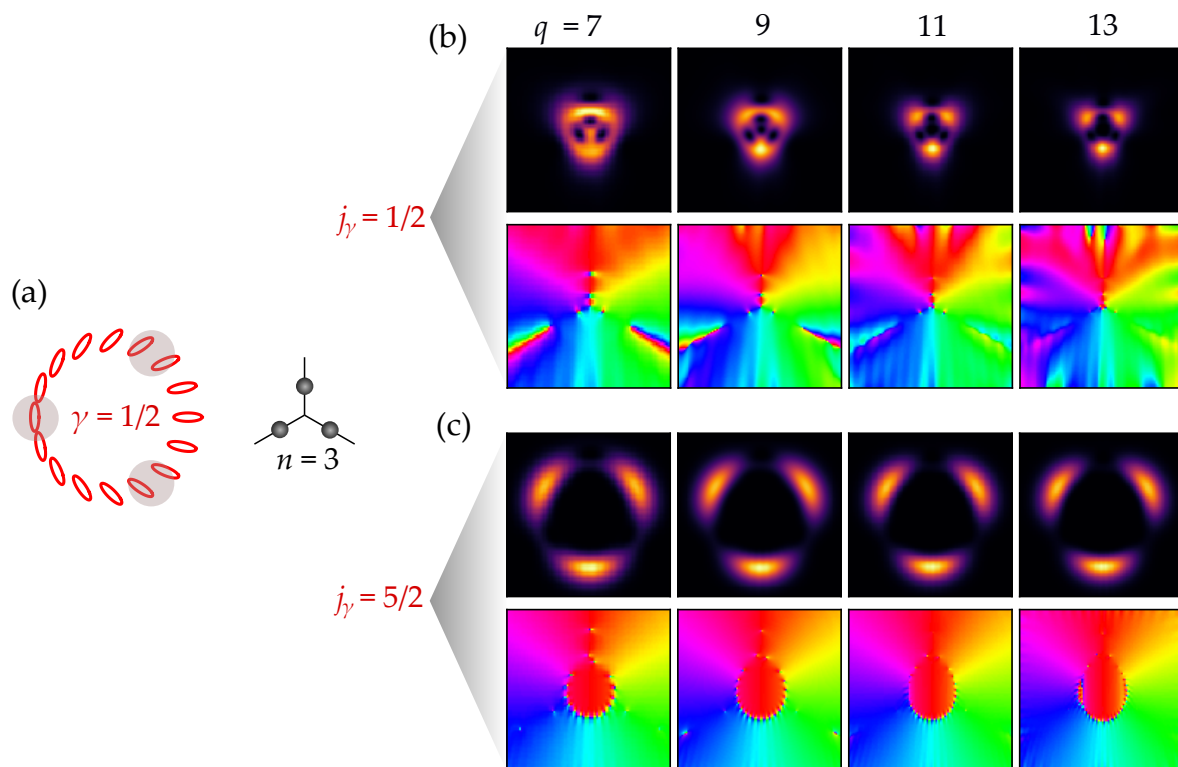 (a)
γ = 1/2
n = 3
(b)
q = 7 9 11 13
j_γ = 1/2
(c)
j_γ = 5/2